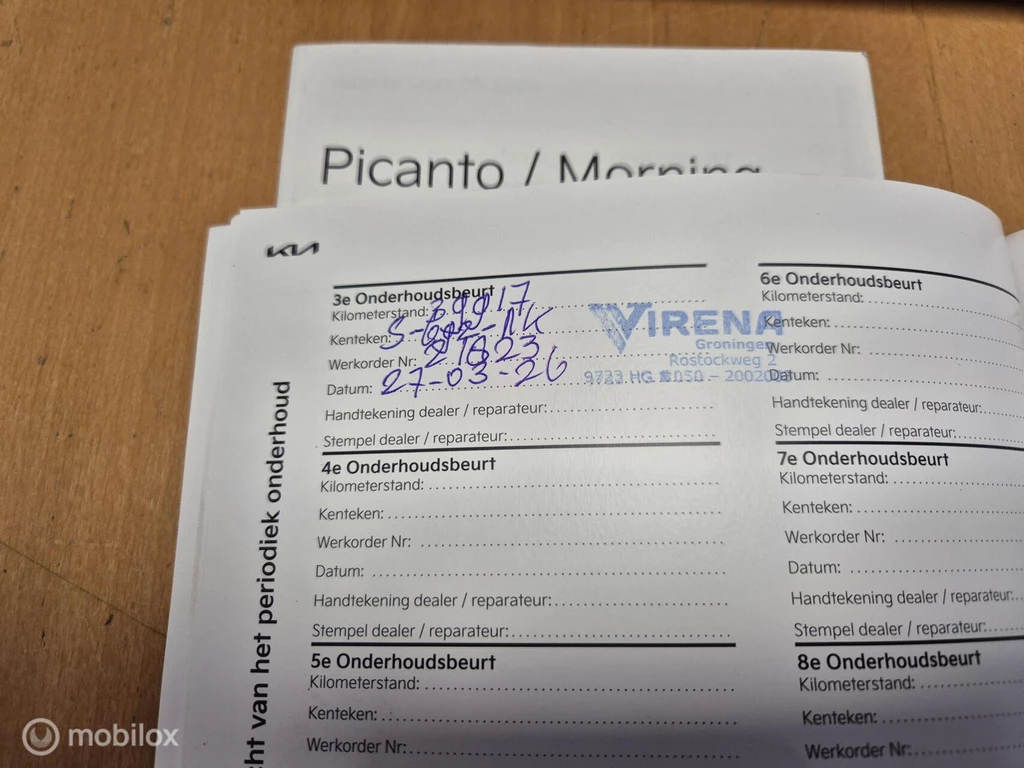 Picanto / Morning
KIA
3e Onderhoudsbeurt
Kilometerstand: 39917
Kenteken:
Werkorder Nr:
Datum: 27-03-26
Handtekening dealer / reparateur:
Stempel dealer / reparateur:
VIRENA
Groningen
Rostockweg 2
9723 HG
4e Onderhoudsbeurt
Kilometerstand:
Kenteken:
Werkorder Nr:
Datum:
Handtekening dealer / reparateur:
Stempel dealer / reparateur:
5e Onderhoudsbeurt
Kilometerstand:
Kenteken:
Werkorder Nr:
6e Onderhoudsbeurt
Kilometerstand:
Kenteken:
Werkorder Nr:
Datum:
Handtekening dealer / reparateur:
Stempel dealer / reparateur:
7e Onderhoudsbeurt
Kilometerstand:
Kenteken:
Werkorder Nr:
Datum:
Handtekening dealer / reparateur:
Stempel dealer / reparateur:
8e Onderhoudsbeurt
Kilometerstand:
Kenteken:
Werkorder Nr:
cht van het periodiek onderhoud
mobilox